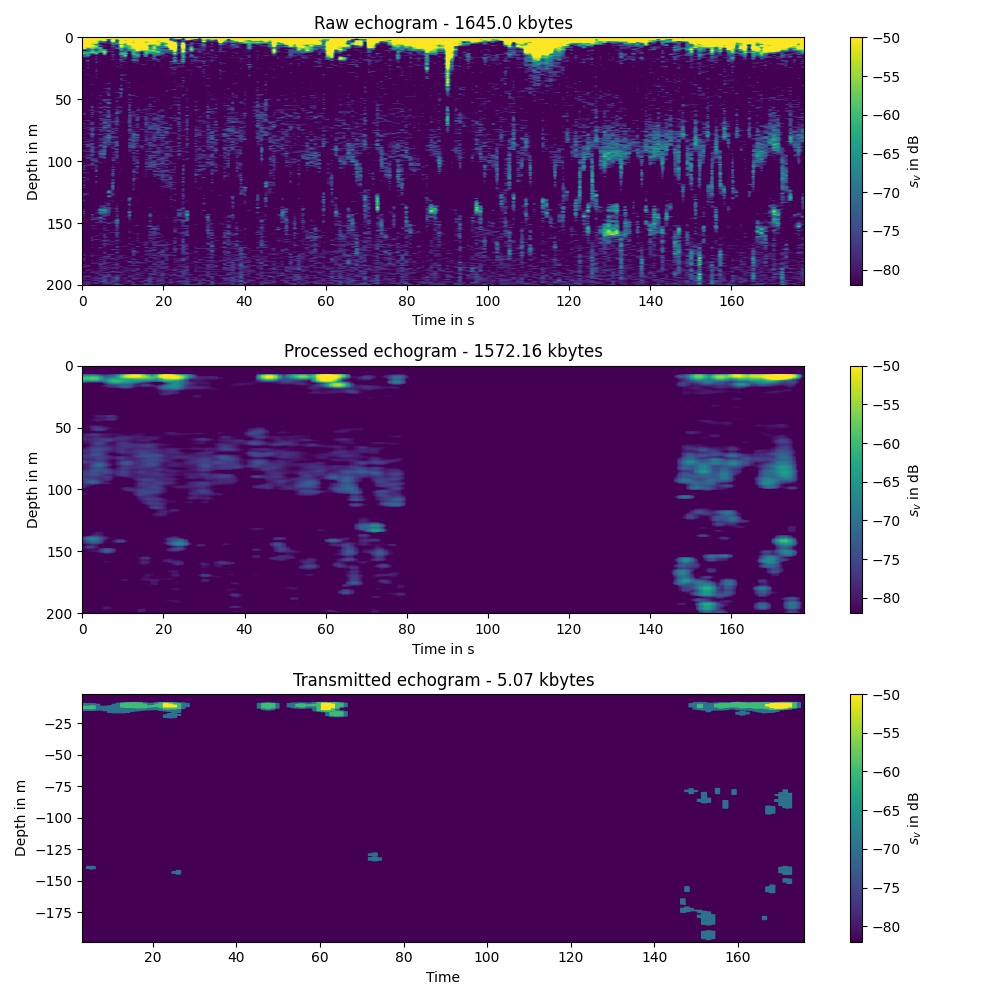 Raw echogram - 1645.0 kbytes
0
50
100
150
200
Depth in m
0 20 40 60 80 100 120 140 160
Time in s
−50
−55
−60
−65
−70
−75
−80
sv in dB
Processed echogram - 1572.16 kbytes
0
50
100
150
200
Depth in m
0 20 40 60 80 100 120 140 160
Time in s
−50
−55
−60
−65
−70
−75
−80
sv in dB
Transmitted echogram - 5.07 kbytes
−25
−50
−75
−100
−125
−150
−175
Depth in m
20 40 60 80 100 120 140 160
Time
−50
−55
−60
−65
−70
−75
−80
sv in dB